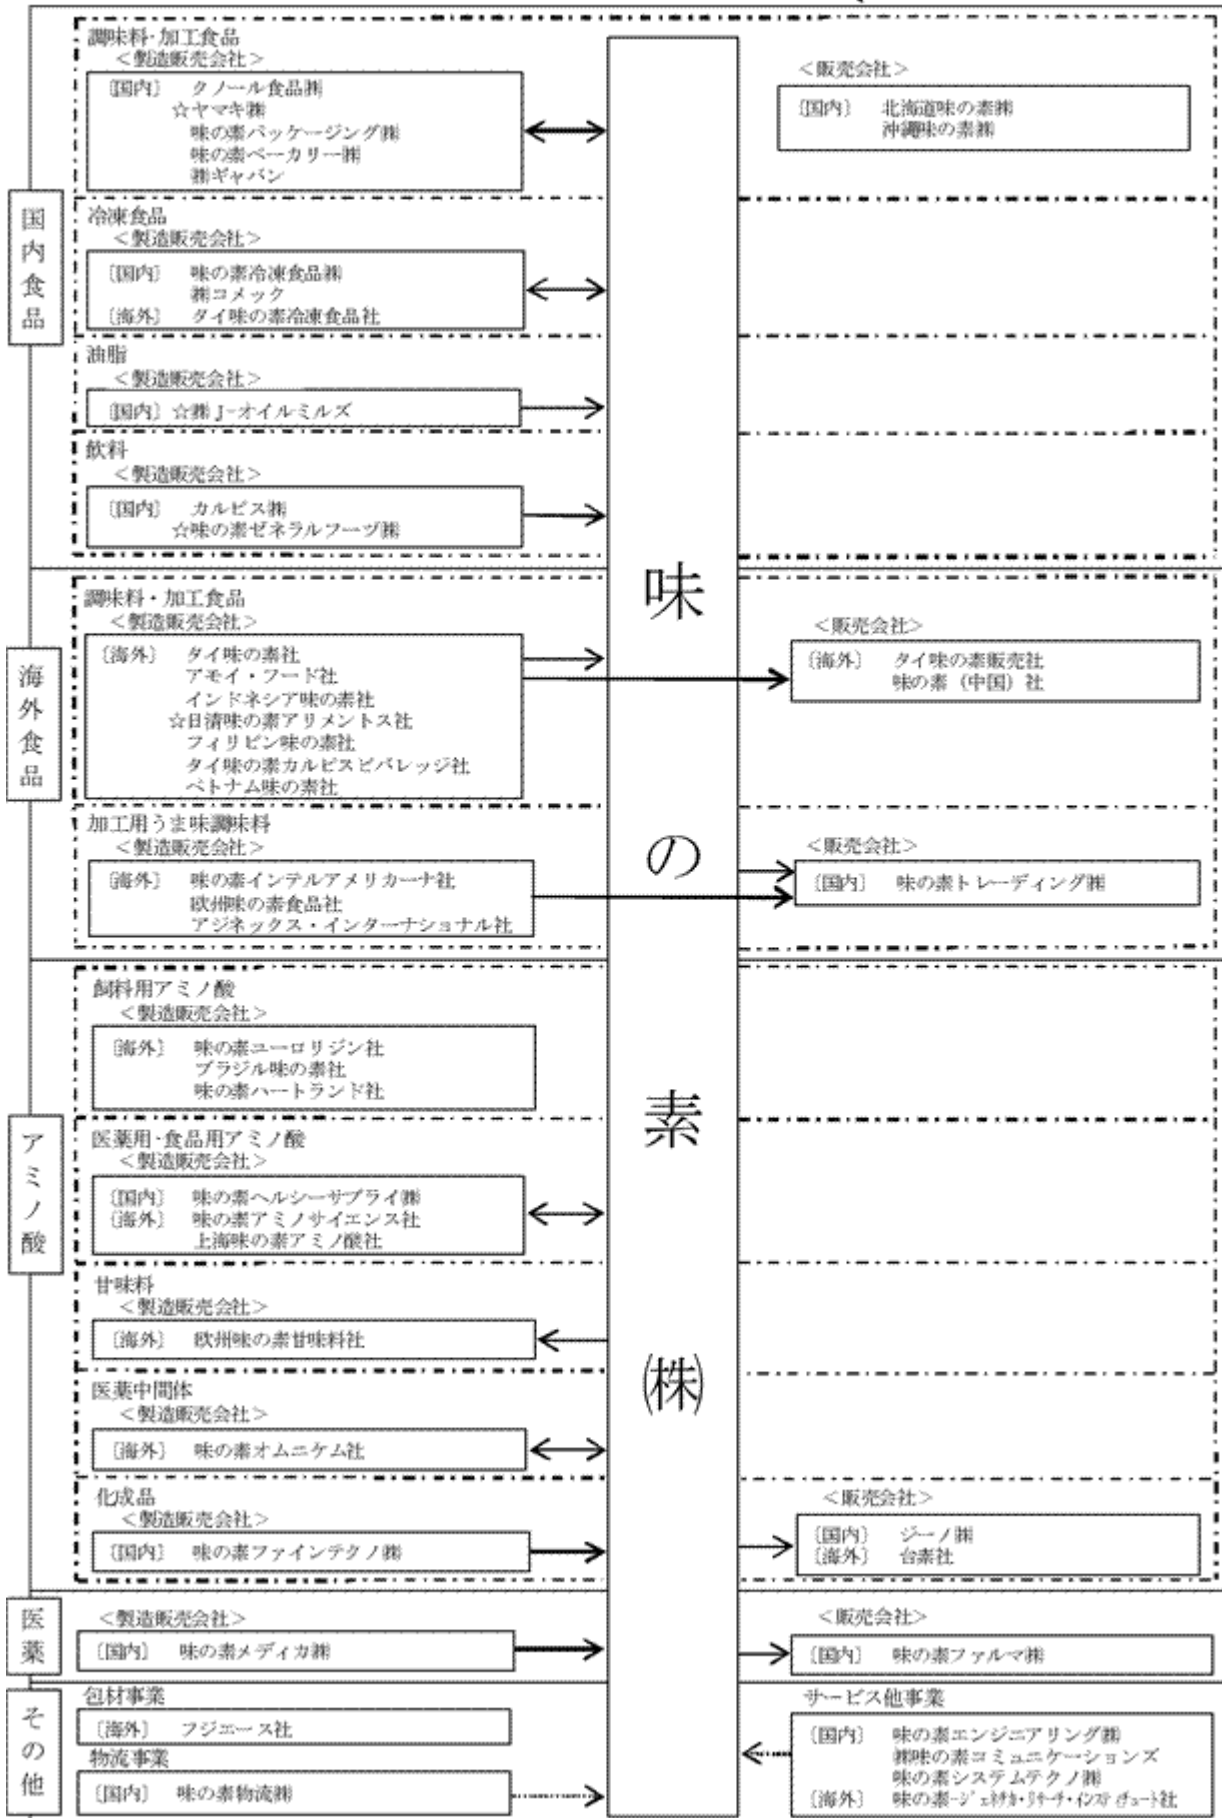 調味料・加工食品
＜製造販売会社＞
〔国内〕 クノール食品㈱
☆ヤマキ㈱
味の素パッケージング㈱
味の素ベーカリー㈱
㈱ギャバン
＜販売会社＞
〔国内〕 北海道味の素㈱
沖縄味の素㈱
国内食品
冷凍食品
＜製造販売会社＞
〔国内〕 味の素冷凍食品㈱
㈱コメック
〔海外〕 タイ味の素冷凍食品社
油脂
＜製造販売会社＞
〔国内〕☆㈱J-オイルミルズ
飲料
＜製造販売会社＞
〔国内〕 カルピス㈱
☆味の素ゼネラルフーヅ㈱
味の素㈱
海外食品
調味料・加工食品
＜製造販売会社＞
〔海外〕 タイ味の素社
アモイ・フード社
インドネシア味の素社
☆日清味の素アリメントス社
フィリピン味の素社
タイ味の素カルピスビバレッジ社
ベトナム味の素社
＜販売会社＞
〔海外〕 タイ味の素販売社
味の素（中国）社
加工用うま味調味料
＜製造販売会社＞
〔海外〕 味の素インテルアメリカーナ社
欧州味の素食品社
アジネックス・インターナショナル社
＜販売会社＞
〔国内〕 味の素トレーディング㈱
アミノ酸
飼料用アミノ酸
＜製造販売会社＞
〔海外〕 味の素ユーロリジン社
ブラジル味の素社
味の素ハートランド社
医薬用・食品用アミノ酸
＜製造販売会社＞
〔国内〕 味の素ヘルシーサプライ㈱
〔海外〕 味の素アミノサイエンス社
上海味の素アミノ酸社
甘味料
＜製造販売会社＞
〔海外〕 欧州味の素甘味料社
医薬中間体
＜製造販売会社＞
〔海外〕 味の素オムニケム社
化成品
＜製造販売会社＞
〔国内〕 味の素ファインテクノ㈱
＜販売会社＞
〔国内〕 ジーノ㈱
〔海外〕 台素社
医薬
＜製造販売会社＞
〔国内〕 味の素メディカ㈱
＜販売会社＞
〔国内〕 味の素ファルマ㈱
その他
包材事業
〔海外〕 フジエース社
物流事業
〔国内〕 味の素物流㈱
サービス他事業
〔国内〕 味の素エンジニアリング㈱
㈱味の素コミュニケーションズ
味の素システムテクノ㈱
〔海外〕 味の素-ジェネチカ・リサーチ・インスティチュート社